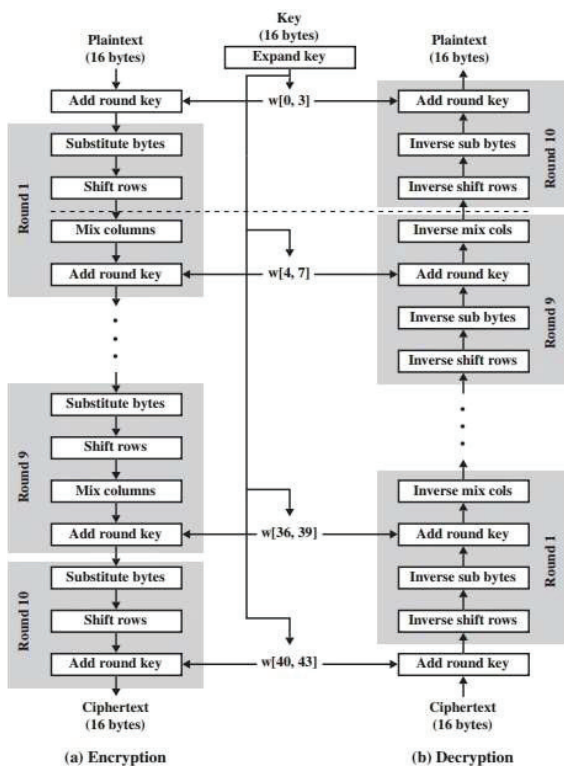 Key
(16 bytes)
Expand key
Plaintext
(16 bytes)
Add round key
Round 1
Substitute bytes
Shift rows
Mix columns
Add round key
Round 9
Substitute bytes
Shift rows
Mix columns
Add round key
Round 10
Substitute bytes
Shift rows
Add round key
Ciphertext
(16 bytes)
(a) Encryption
w[0, 3]
w[4, 7]
w[36, 39]
w[40, 43]
Plaintext
(16 bytes)
Add round key
Inverse sub bytes
Inverse shift rows
Round 10
Inverse mix cols
Add round key
Inverse sub bytes
Inverse shift rows
Round 9
Inverse mix cols
Add round key
Inverse sub bytes
Inverse shift rows
Round 1
Add round key
Ciphertext
(16 bytes)
(b) Decryption